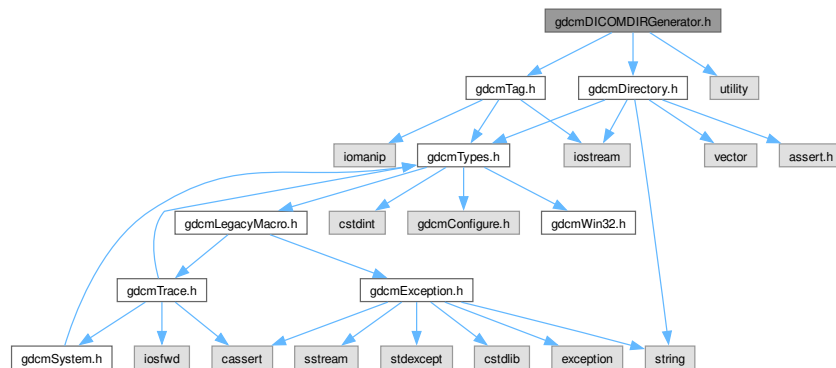 gdcmDICOMDIRGenerator.h
gdcmTag.h
gdcmDirectory.h
utility
iomanip
gdcmTypes.h
iostream
vector
assert.h
gdcmLegacyMacro.h
cstdint
gdcmConfigure.h
gdcmWin32.h
gdcmTrace.h
gdcmException.h
gdcmSystem.h
iosfwd
cassert
sstream
stdexcept
cstdlib
exception
string